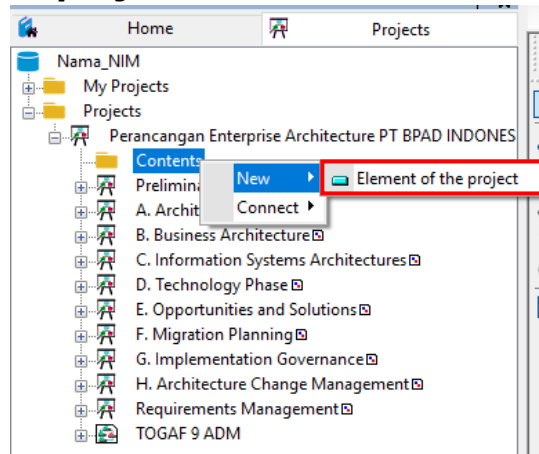 Home Projects
Nama_NIM
My Projects
Projects
Perancangan Enterprise Architecture PT BPAD INDONES
Contents
New Element of the project
Prelimina
Connect
A. Archit
B. Business Architecture
C. Information Systems Architectures
D. Technology Phase
E. Opportunities and Solutions
F. Migration Planning
G. Implementation Governance
H. Architecture Change Management
Requirements Management
TOGAF 9 ADM